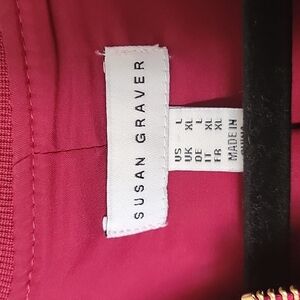 SUSAN GRAVER
US L
UK XL
DE L
IT XL
FR XL
MADE IN